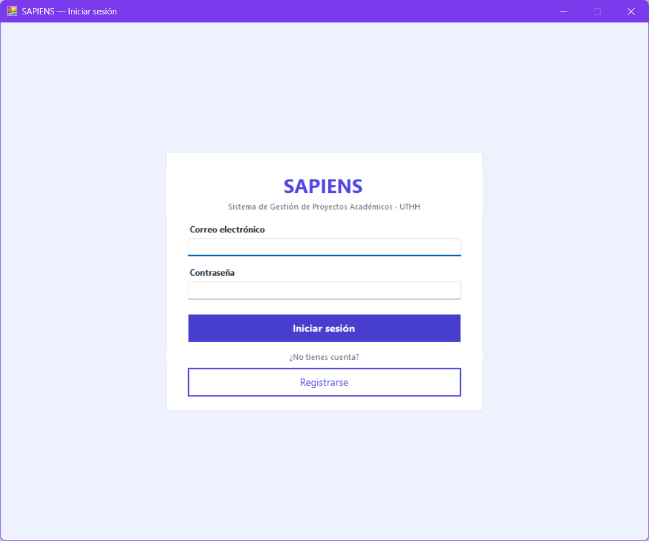 SAPIENS — Iniciar sesión
SAPIENS
Sistema de Gestión de Proyectos Académicos - UTHH
Correo electrónico
Contraseña
Iniciar sesión
¿No tienes cuenta?
Registrarse